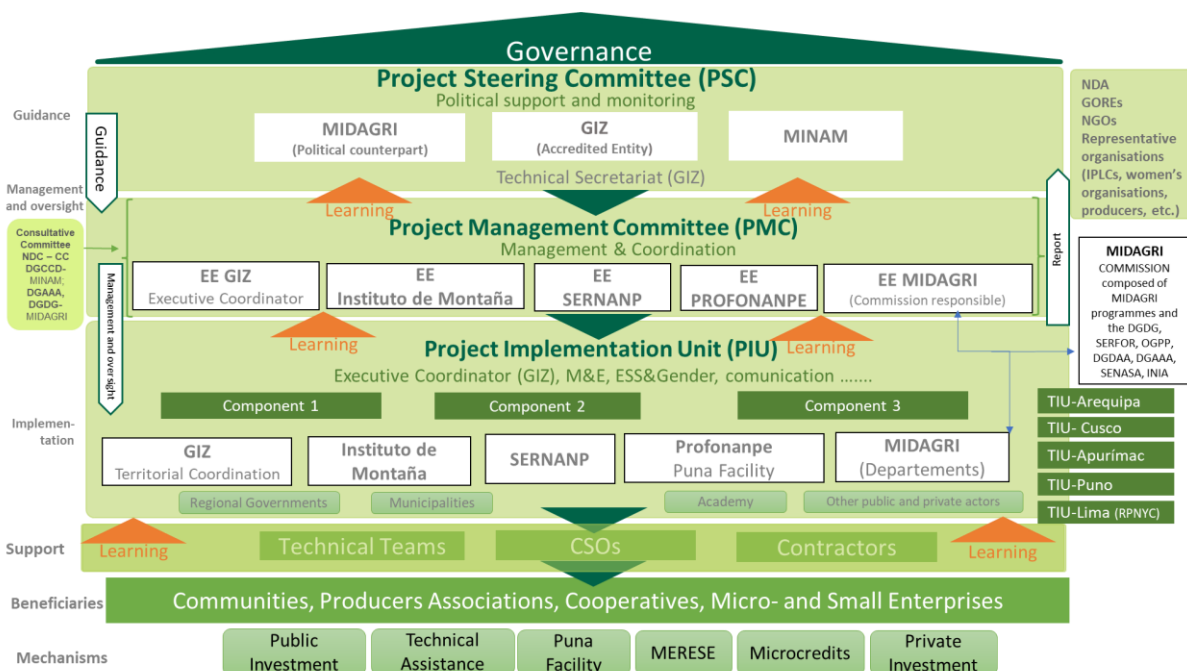 Governance
Project Steering Committee (PSC)
Political support and monitoring
Guidance
Guidance
MIDAGRI
(Political counterpart)
GIZ
(Accredited Entity)
MINAM
Technical Secretariat (GIZ)
NDA
GOREs
NGOs
Representative
organisations
(IPLCs, women's
organisations,
producers, etc.)
Management
and oversight
Learning
Learning
Project Management Committee (PMC)
Management & Coordination
Consultative
Committee
NDC – CC
DGCCD-
MINAM;
DGAAA,
DGDG-
MIDAGRI
EE GIZ
Executive Coordinator
EE
Instituto de Montaña
EE
SERNANP
EE
PROFONANPE
EE MIDAGRI
(Commission responsible)
Report
MIDAGRI
COMMISSION
composed of
MIDAGRI
programmes and
the DGDG,
SERFOR, OGPP,
DGDAA, DGAAA,
SENASA, INIA
Management and oversight
Learning
Learning
Project Implementation Unit (PIU)
Executive Coordinator (GIZ), M&E, ESS&Gender, comunication .......
Component 1
Component 2
Component 3
Implemen-
tation
GIZ
Territorial Coordination
Instituto de
Montaña
SERNANP
Profonanpe
Puna Facility
MIDAGRI
(Departements)
TIU-Arequipa
TIU- Cusco
TIU-Apurímac
TIU-Puno
TIU-Lima (RPNYC)
Regional Governments
Municipalities
Academy
Other public and private actors
Support
Learning
Technical Teams
CSOs
Contractors
Learning
Beneficiaries
Communities, Producers Associations, Cooperatives, Micro- and Small Enterprises
Mechanisms
Public
Investment
Technical
Assistance
Puna
Facility
MERESE
Microcredits
Private
Investment